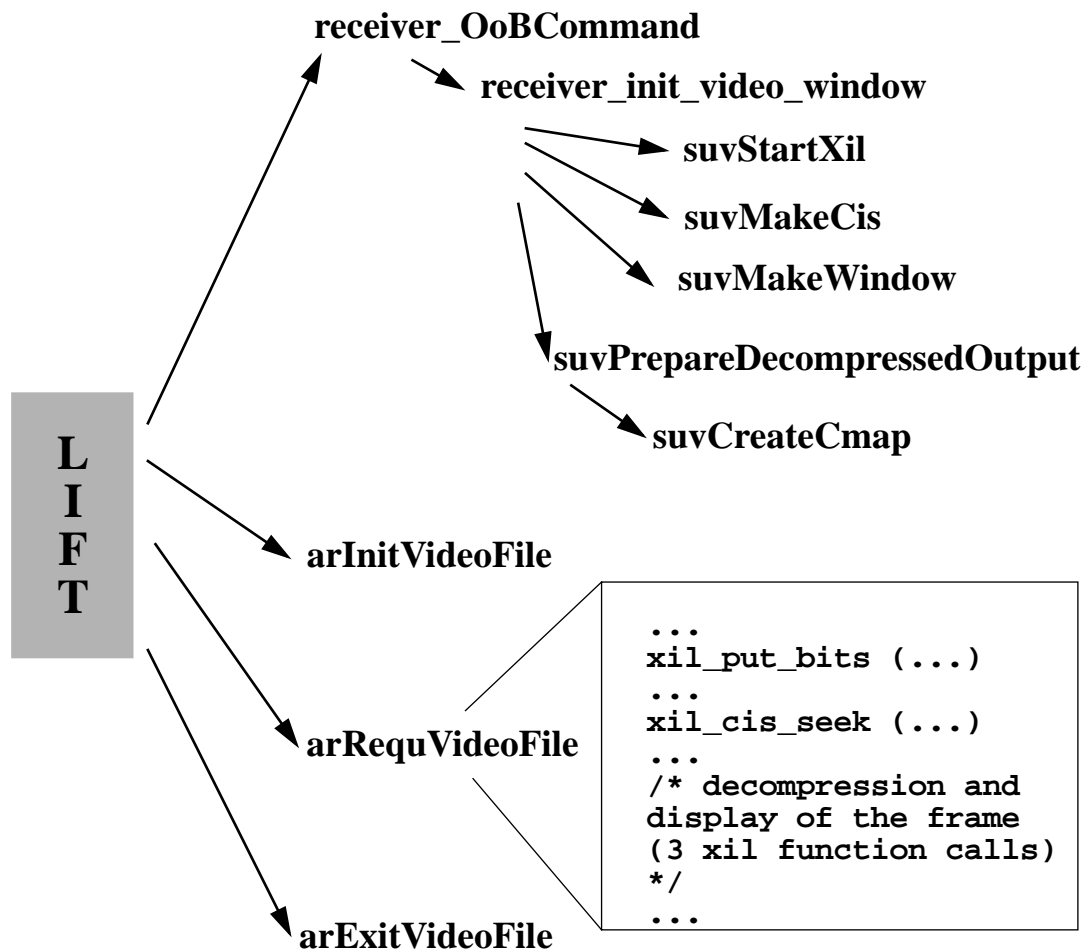 receiver_OoBCommand
receiver_init_video_window
suvStartXil
suvMakeCis
suvMakeWindow
suvPrepareDecompressedOutput
suvCreateCmap
L
I
F
T
arInitVideoFile
arRequVideoFile
...
xil_put_bits (...)
...
xil_cis_seek (...)
...
/* decompression and
display of the frame
(3 xil function calls)
*/
...
arExitVideoFile